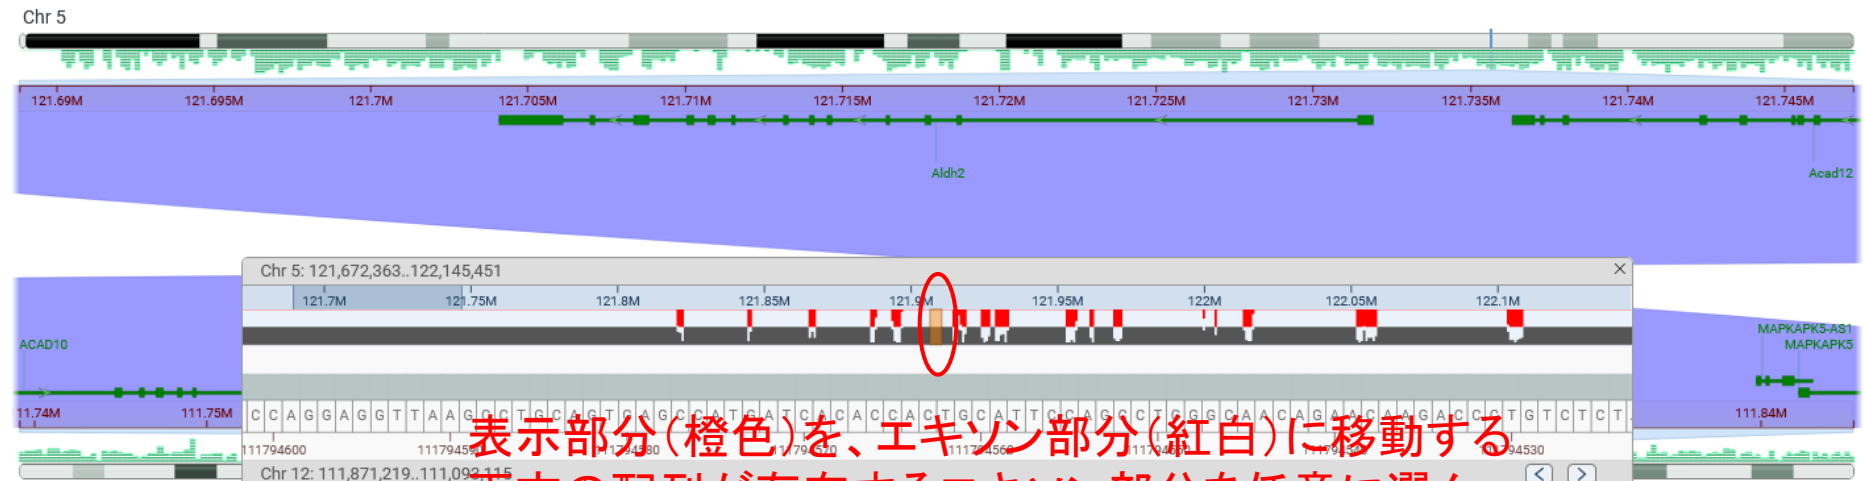 Chr 5
121.69M 121.695M 121.7M 121.705M 121.71M 121.715M 121.72M 121.725M 121.73M 121.735M 121.74M 121.745M
Aldh2 Acad12
Chr 5: 121,672,363..122,145,451
121.7M 121.75M 121.8M 121.85M 121.9M 121.95M 122M 122.05M 122.1M
MAPKAPK5-AS1
ACAD10 MAPKAPK5
11.74M 111.75M 111.84M
表示部分(橙色)を、エキソン部分(紅白)に移動する
111794600
Chr 12: 111,871,219..111,093,115